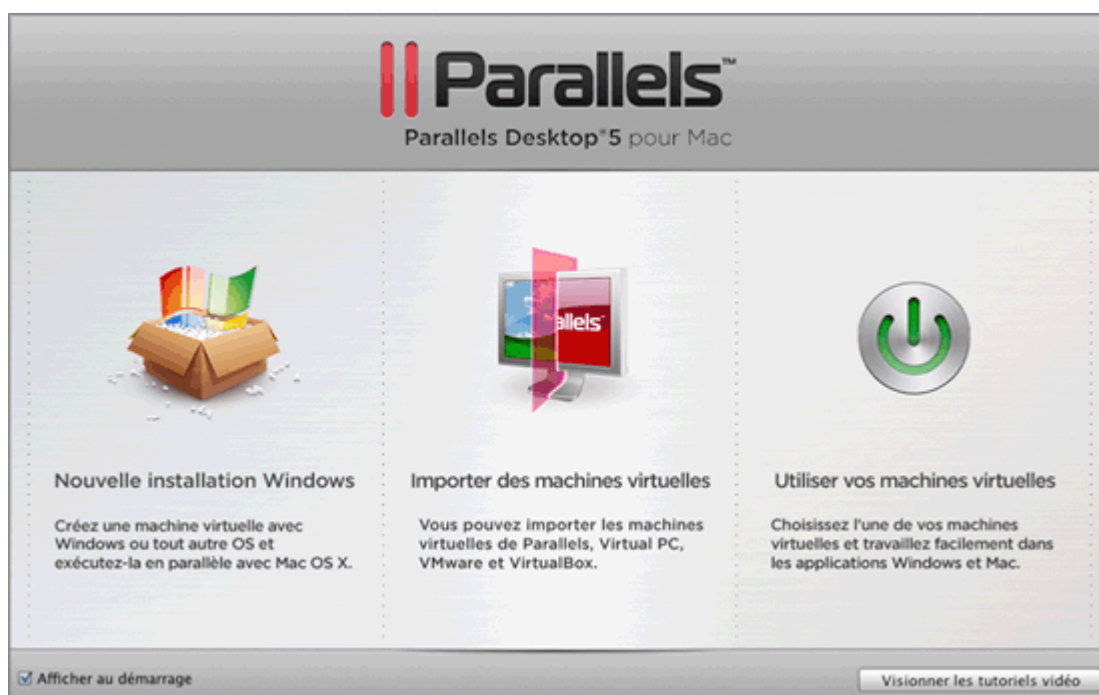 Parallels™
Parallels Desktop®5 pour Mac
Nouvelle installation Windows
Créez une machine virtuelle avec
Windows ou tout autre OS et
exécutez-la en parallèle avec Mac OS X.
allels
Importer des machines virtuelles
Vous pouvez importer les machines
virtuelles de Parallels, Virtual PC,
VMware et VirtualBox.
Utiliser vos machines virtuelles
Choisissez l'une de vos machines
virtuelles et travaillez facilement dans
les applications Windows et Mac.
Afficher au démarrage
Visionner les tutoriels vidéo